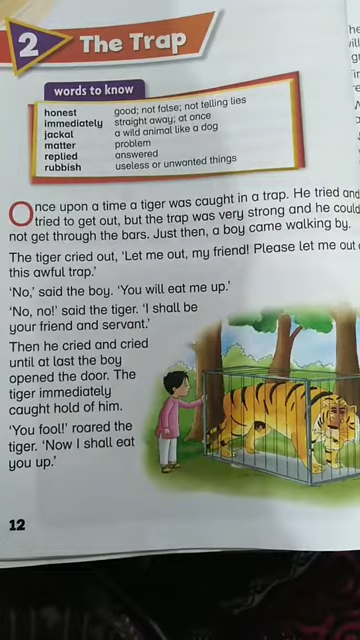 2 The Trap
words to know
honest good; not false; not telling lies
immediately straight away; at once
jackal a wild animal like a dog
matter problem
replied answered
rubbish useless or unwanted things
Once upon a time a tiger was caught in a trap. He tried and
tried to get out, but the trap was very strong and he could
not get through the bars. Just then, a boy came walking by.
The tiger cried out, ‘Let me out, my friend! Please let me out
this awful trap.’
‘No,’ said the boy. ‘You will eat me up.’
‘No, no!’ said the tiger. ‘I shall be
your friend and servant.’
Then he cried and cried
until at last the boy
opened the door. The
tiger immediately
caught hold of him.
‘You fool!’ roared the
tiger. ‘Now I shall eat
you up.’
12